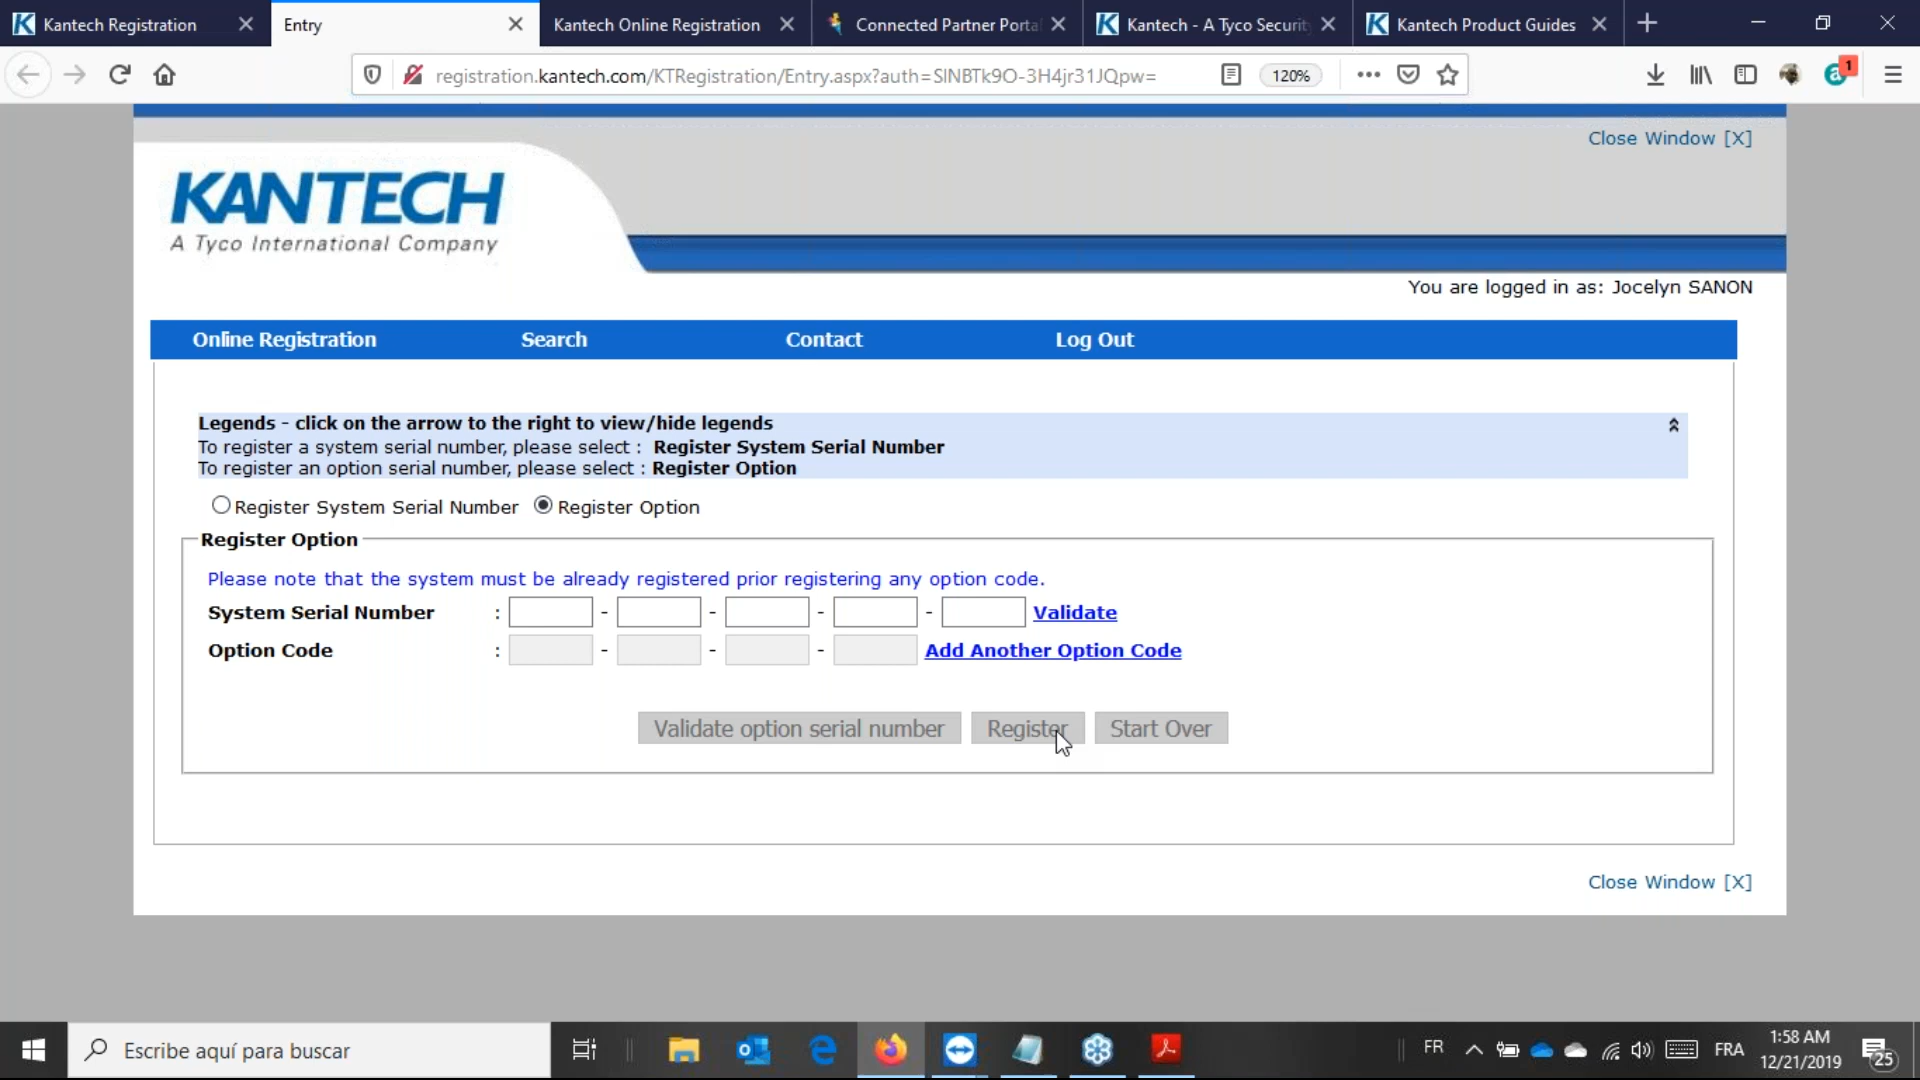 Kantech Registration
Entry
Kantech Online Registration
Connected Partner Porta
Kantech - A Tyco Securit
Kantech Product Guides
registration.kantech.com/KTRegistration/Entry.aspx?auth=SlNBTk9O-3H4jr31JQpw=
120%
1
Close Window [X]
KANTECH
A Tyco International Company
You are logged in as: Jocelyn SANON
Online Registration Search Contact Log Out
Legends - click on the arrow to the right to view/hide legends
To register a system serial number, please select : Register System Serial Number
To register an option serial number, please select : Register Option
Register System Serial Number Register Option
Register Option
Please note that the system must be already registered prior registering any option code.
System Serial Number : - - - - Validate
Option Code : - - - Add Another Option Code
Validate option serial number Register Start Over
Close Window [X]
Escribe aquí para buscar
FR
FRA
1:58 AM
12/21/2019
25